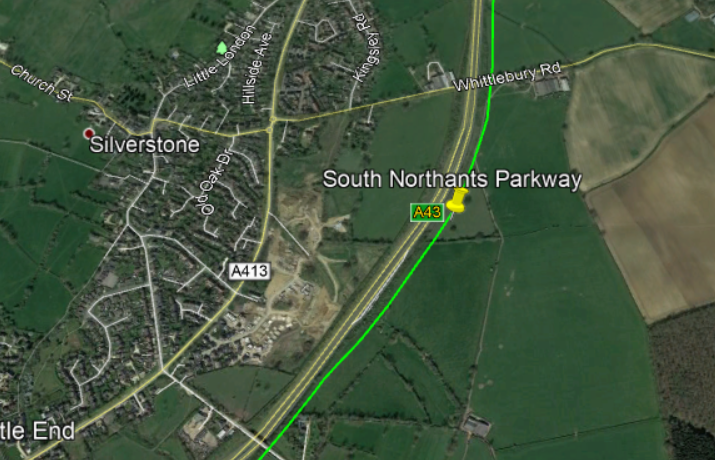 Little London
Hillside Ave
Kingsley Rd
Church St
Whittlebury Rd
Silverstone
Old Oak Dr
South Northants Parkway
A43
A413
tle End